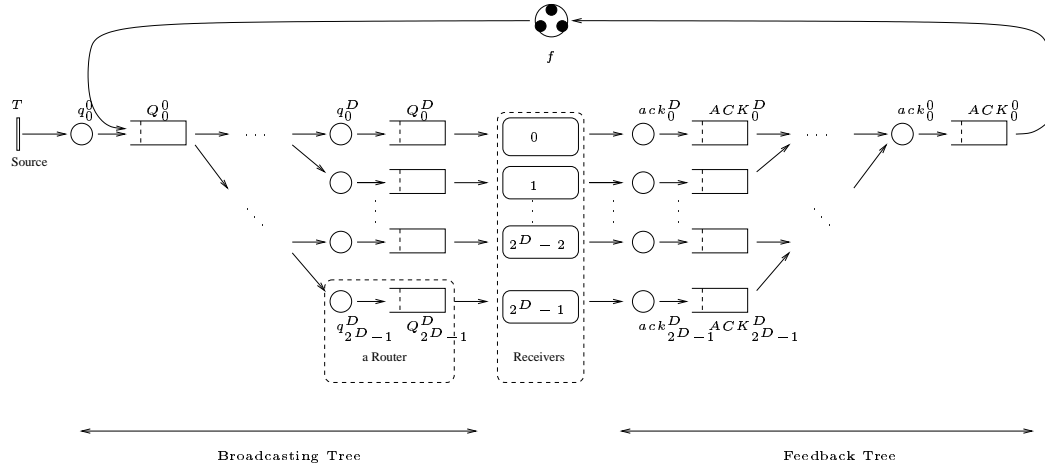 f
T
q_0^0
Q_0^0
q_0^D
Q_0^D
ack_0^D
ACK_0^D
ack_0^0
ACK_0^0
Source
0
1
2^D - 2
2^D - 1
q_{2^D-1}^D
Q_{2^D-1}^D
ack_{2^D-1}^D
ACK_{2^D-1}^D
a Router
Receivers
Broadcasting Tree
Feedback Tree